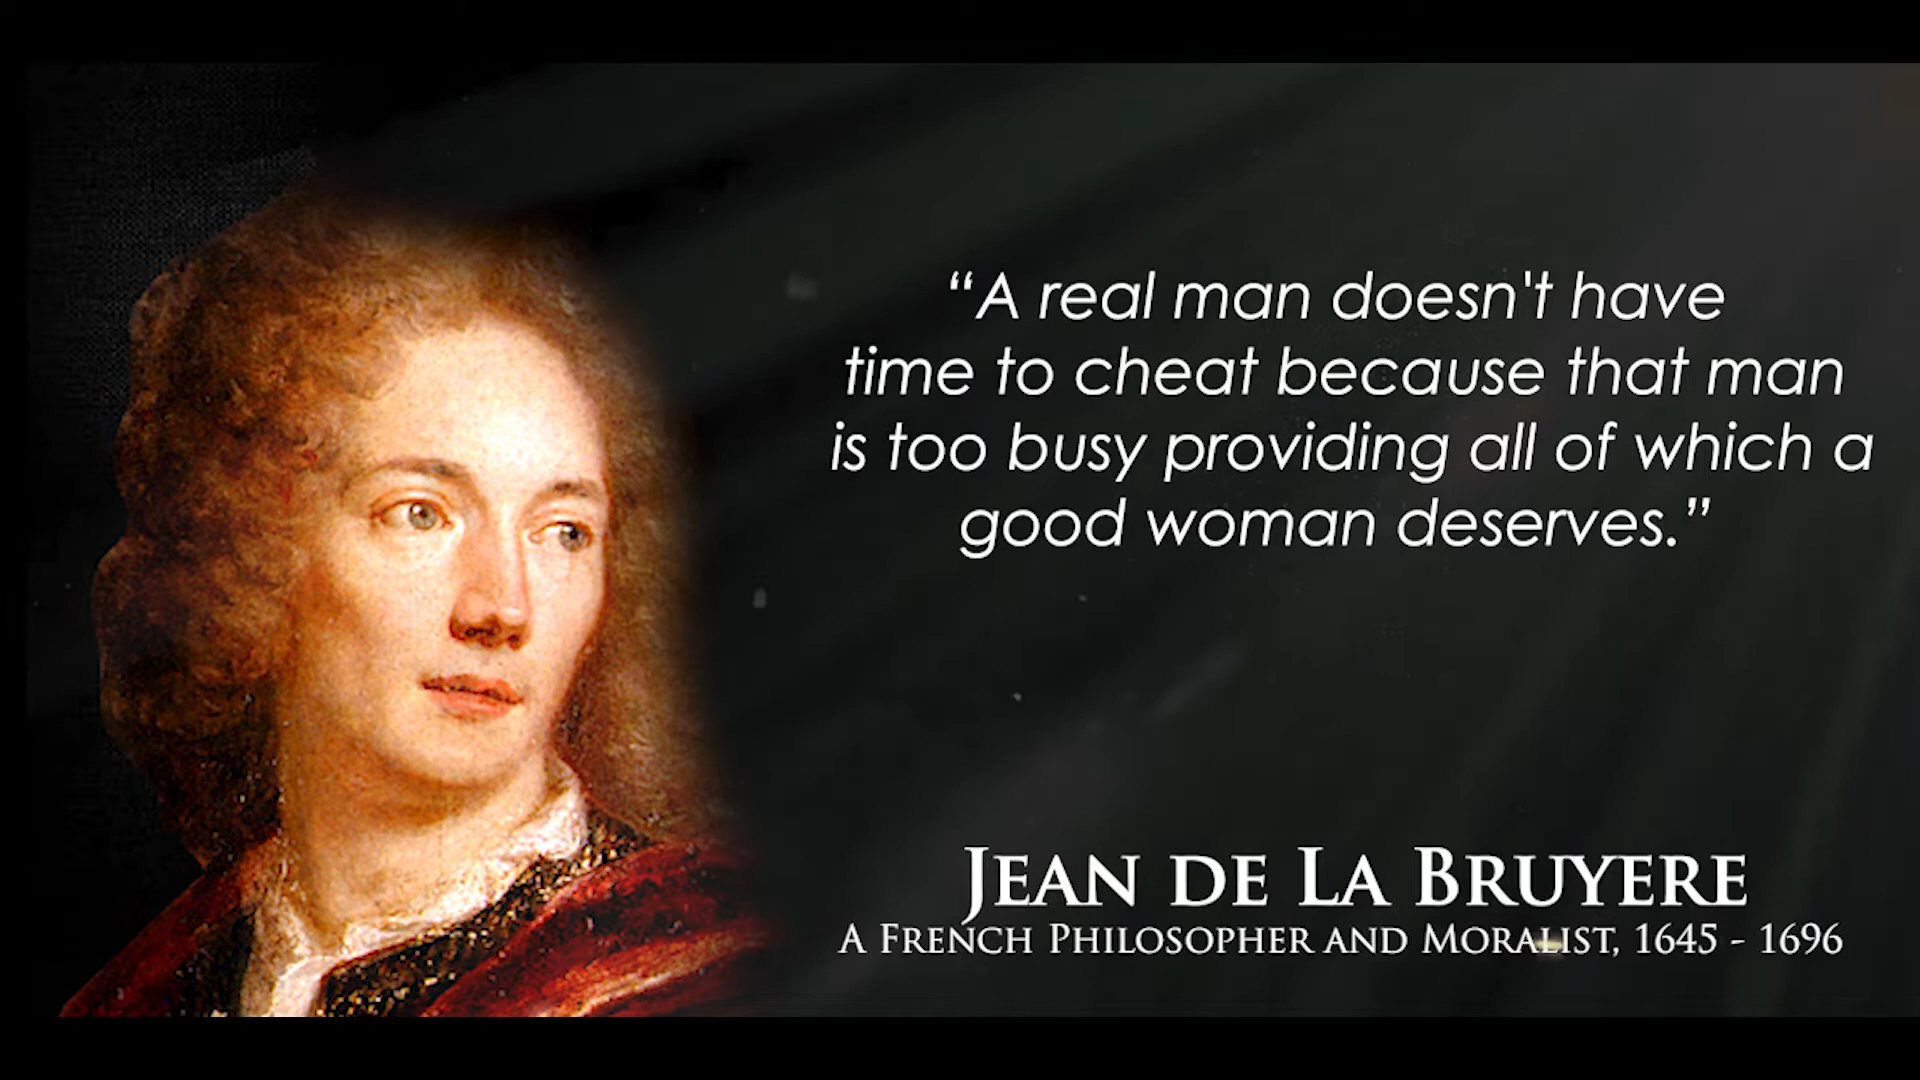 “A real man doesn't have
time to cheat because that man
is too busy providing all of which a
good woman deserves.”
JEAN DE LA BRUYERE
A FRENCH PHILOSOPHER AND MORALIST, 1645 - 1696